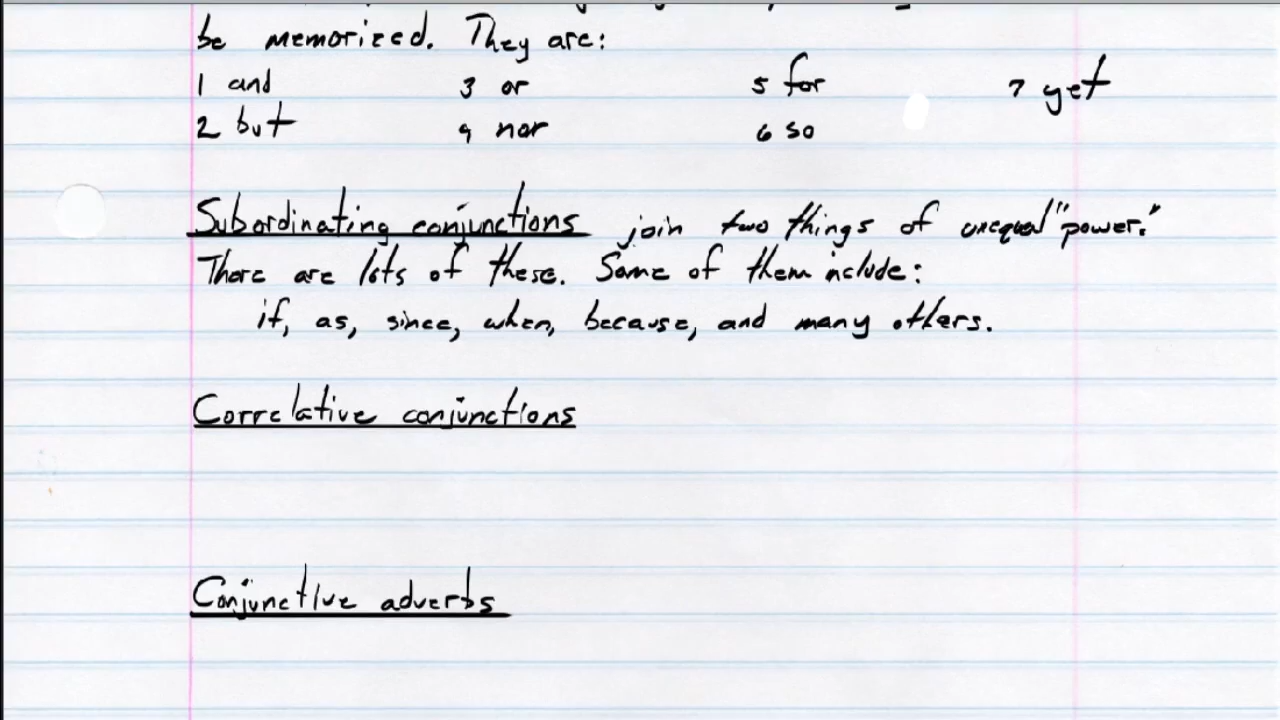 be memorized. They are:
1 and 3 or 5 for 7 yet
2 but 4 nor 6 so
Subordinating conjunctions join two things of unequal "power."
There are lots of these. Some of them include:
if, as, since, when, because, and many others.
Correlative conjunctions
Conjunctive adverbs